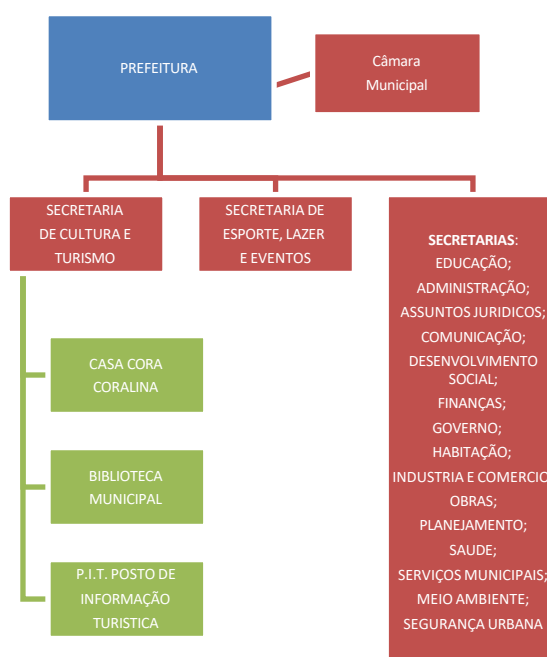 PREFEITURA
Câmara
Municipal
SECRETARIA
DE CULTURA E
TURISMO
SECRETARIA DE
ESPORTE, LAZER
E EVENTOS
SECRETARIAS:
EDUCAÇÃO;
ADMINISTRAÇÃO;
ASSUNTOS JURIDICOS;
COMUNICAÇÃO;
DESENVOLVIMENTO
SOCIAL;
FINANÇAS;
GOVERNO;
HABITAÇÃO;
INDUSTRIA E COMERCIO
OBRAS;
PLANEJAMENTO;
SAUDE;
SERVIÇOS MUNICIPAIS;
MEIO AMBIENTE;
SEGURANÇA URBANA
CASA CORA
CORALINA
BIBLIOTECA
MUNICIPAL
P.I.T. POSTO DE
INFORMAÇÃO
TURISTICA